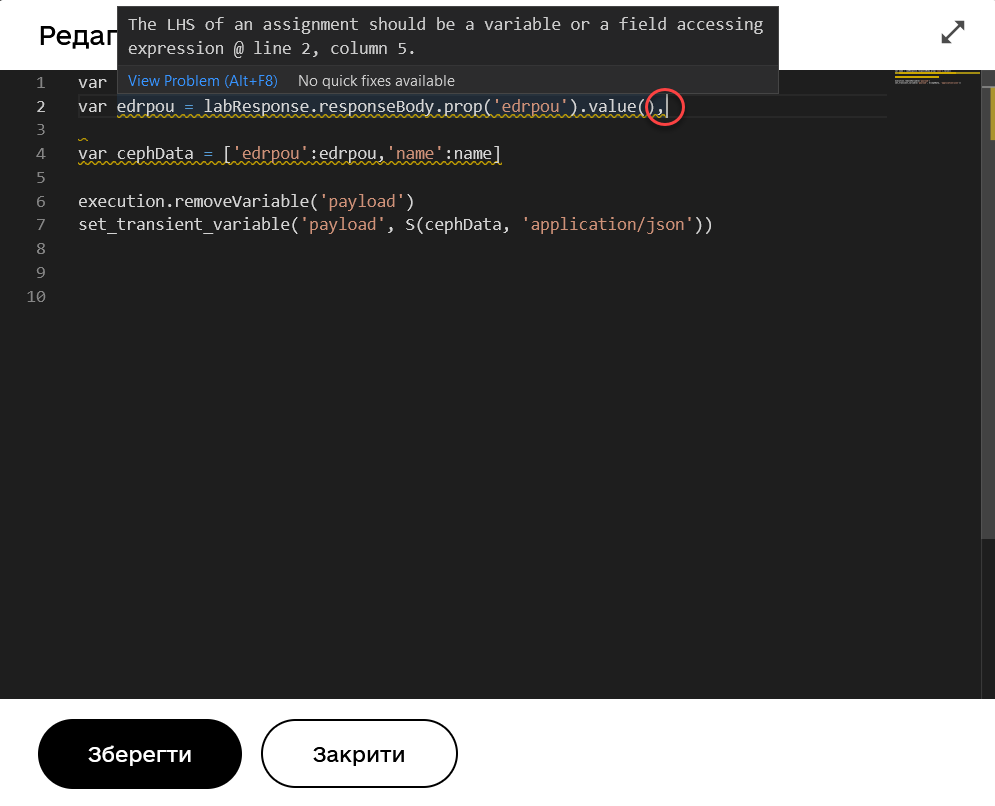 Редаг
The LHS of an assignment should be a variable or a field accessing
expression @ line 2, column 5.
View Problem (Alt+F8) No quick fixes available
1 var
2 var edrpou = labResponse.responseBody.prop('edrpou').value(),
3
4 var cephData = ['edrpou':edrpou,'name':name]
5
6 execution.removeVariable('payload')
7 set_transient_variable('payload', S(cephData, 'application/json'))
8
9
10
Зберегти Закрити